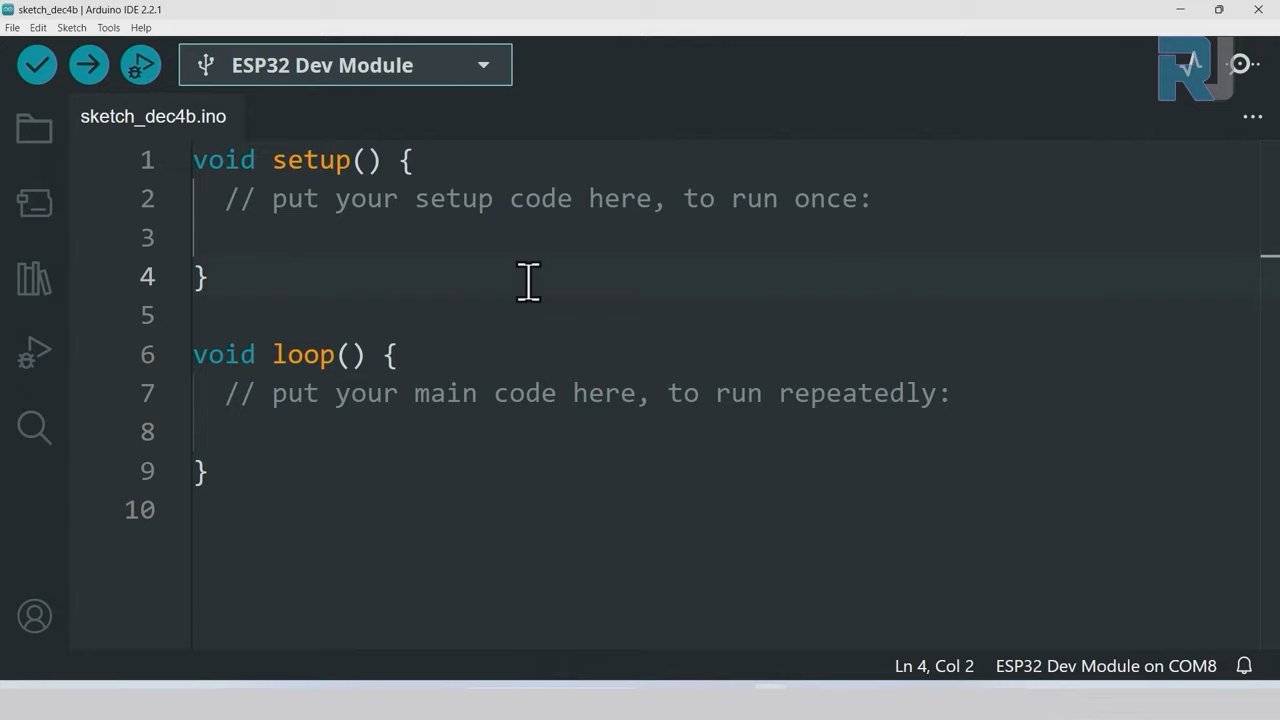 sketch_dec4b | Arduino IDE 2.2.1
File Edit Sketch Tools Help
ESP32 Dev Module
RJ
sketch_dec4b.ino
1 void setup() {
2 // put your setup code here, to run once:
3
4 }
5
6 void loop() {
7 // put your main code here, to run repeatedly:
8
9 }
10
Ln 4, Col 2 ESP32 Dev Module on COM8